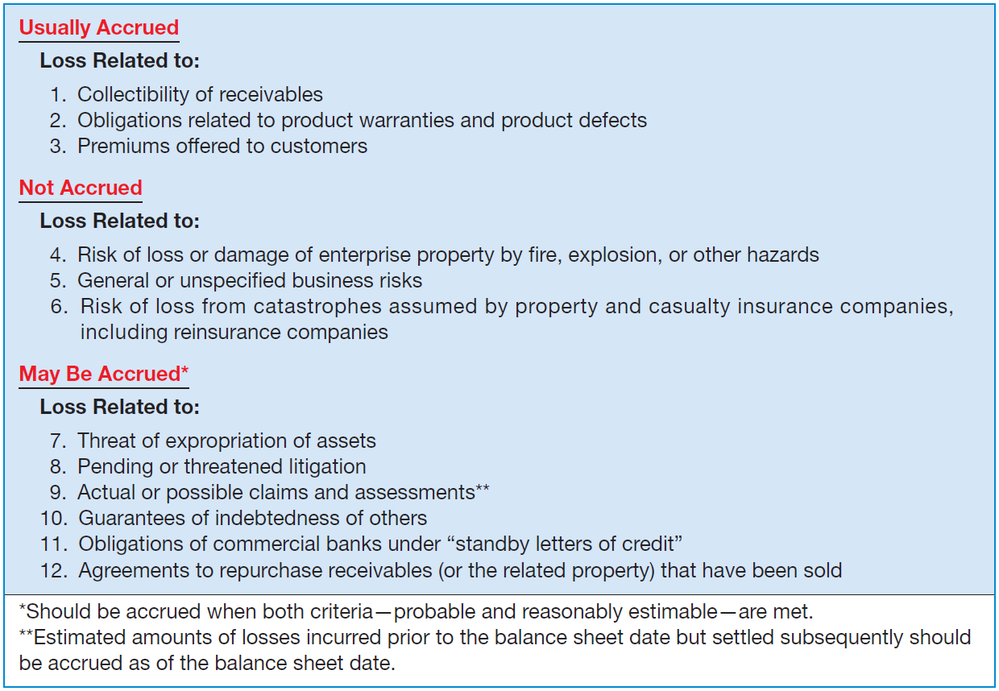 Usually Accrued
Loss Related to:
1. Collectibility of receivables
2. Obligations related to product warranties and product defects
3. Premiums offered to customers
Not Accrued
Loss Related to:
4. Risk of loss or damage of enterprise property by fire, explosion, or other hazards
5. General or unspecified business risks
6. Risk of loss from catastrophes assumed by property and casualty insurance companies,
including reinsurance companies
May Be Accrued*
Loss Related to:
7. Threat of expropriation of assets
8. Pending or threatened litigation
9. Actual or possible claims and assessments**
10. Guarantees of indebtedness of others
11. Obligations of commercial banks under “standby letters of credit”
12. Agreements to repurchase receivables (or the related property) that have been sold
*Should be accrued when both criteria—probable and reasonably estimable—are met.
**Estimated amounts of losses incurred prior to the balance sheet date but settled subsequently should
be accrued as of the balance sheet date.